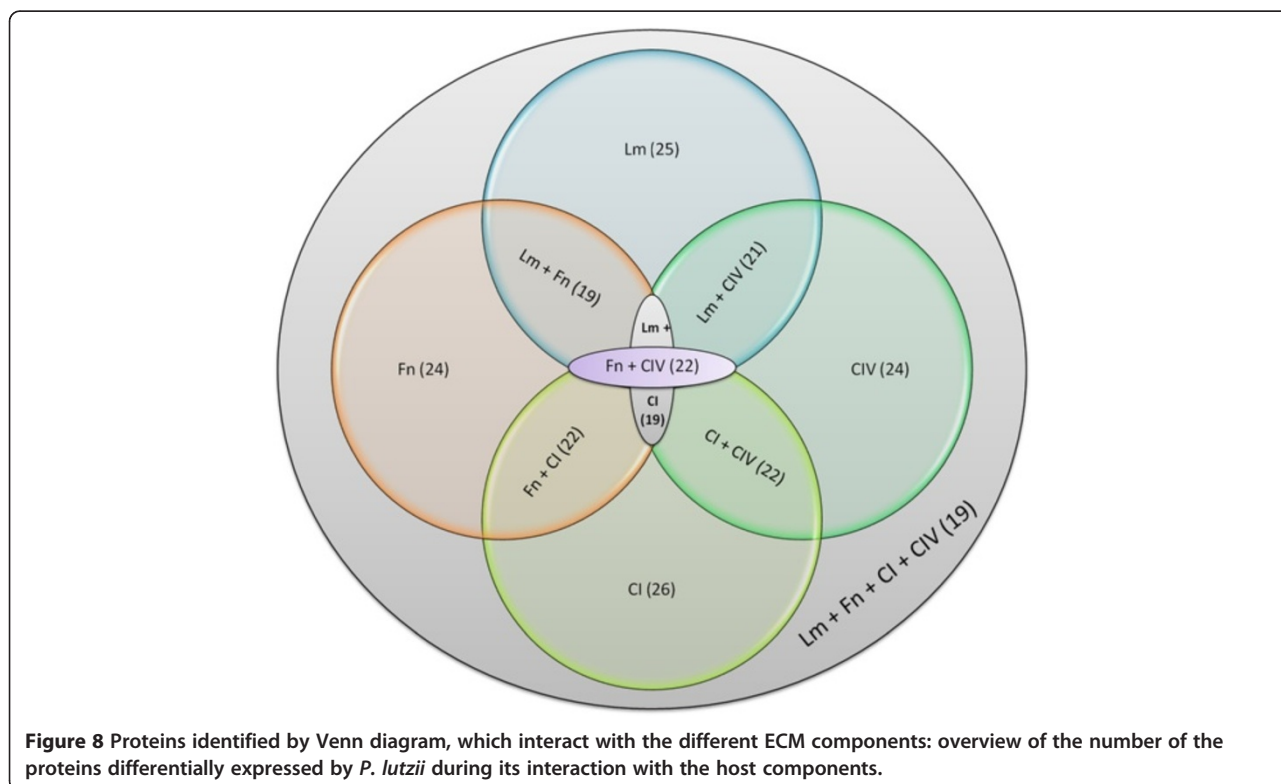 Lm (25)
Lm + Fn (19)
Lm + CIV (21)
Lm +
Fn (24)
Fn + CIV (22)
CIV (24)
CI
(19)
Fn + CI (22)
CI + CIV (22)
CI (26)
Lm + Fn + CI + CIV (19)
Figure 8 Proteins identified by Venn diagram, which interact with the different ECM components: overview of the number of the
proteins differentially expressed by P. lutzii during its interaction with the host components.